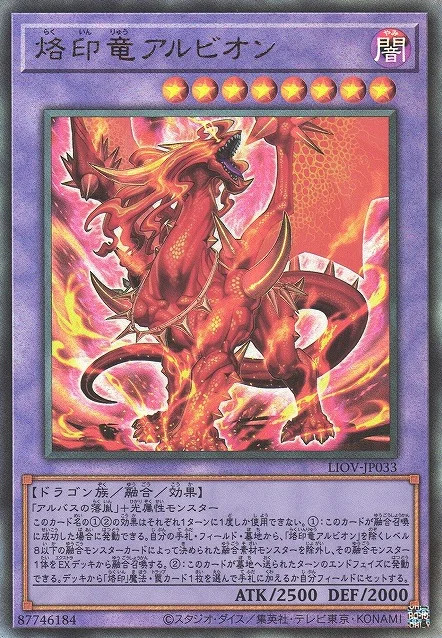 烙印竜アルビオン
闇
LIOV-JP033
【ドラゴン族/融合/効果】
「アルバスの落胤」+光属性モンスター
このカード名の①②の効果はそれぞれ1ターンに1度しか使用できない。①:このカードが融合召喚
に成功した場合に発動できる。自分の手札・フィールド・墓地から、「烙印竜アルビオン」を除くレベル
8以下の融合モンスターカードによって決められた融合素材モンスターを除外し、その融合モンスター
1体をEXデッキから融合召喚する。②:このカードが墓地へ送られたターンのエンドフェイズに発動
できる。デッキから「烙印」魔法・罠カード1枚を選んで手札に加えるか自分フィールドにセットする。
ATK/2500 DEF/2000
87746184
©スタジオ・ダイス/集英社・テレビ東京・KONAMI